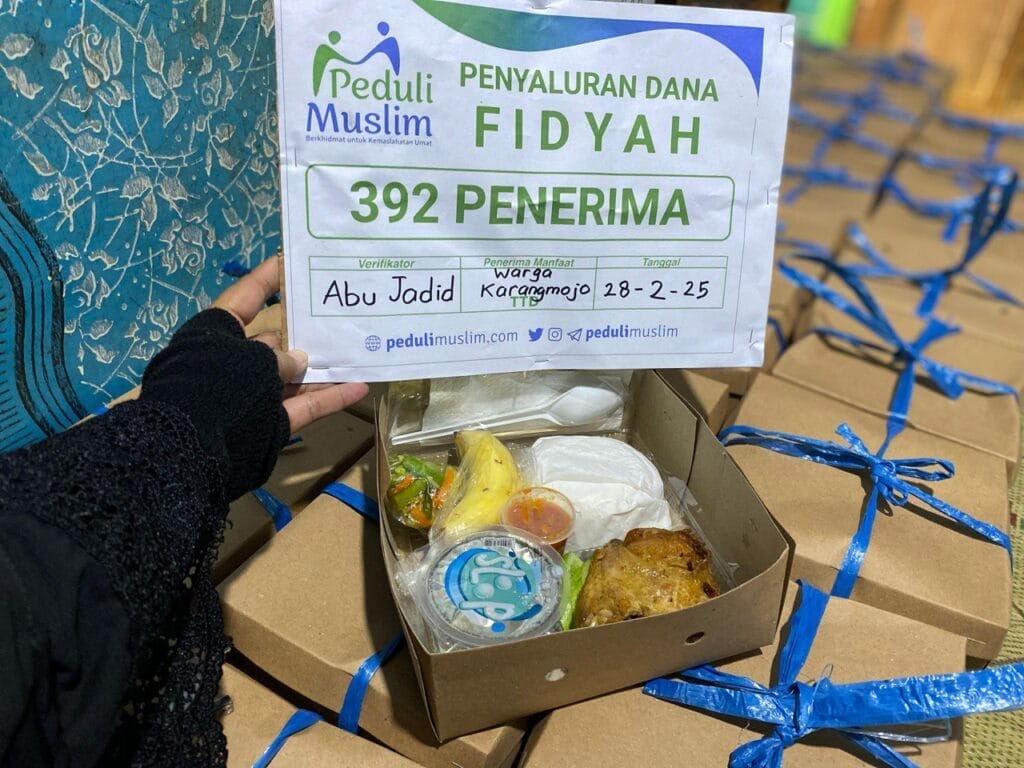 Peduli
Muslim
Berkhidmat untuk Kemaslahatan Umat
PENYALURAN DANA
FIDYAH
392 PENERIMA
Verifikator Penerima Manfaat Tanggal
Abu Jadid Warga Karangmojo 28-2-25
TTD
pedulimuslim.com pedulimuslim